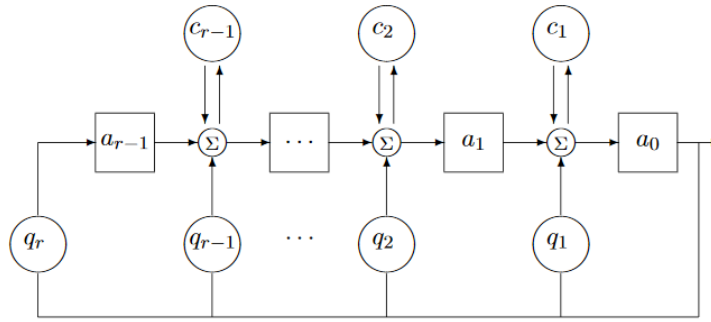 c_{r−1} c_2 c_1
a_{r−1} Σ ⋯ Σ a_1 Σ a_0
q_r q_{r−1} ⋯ q_2 q_1